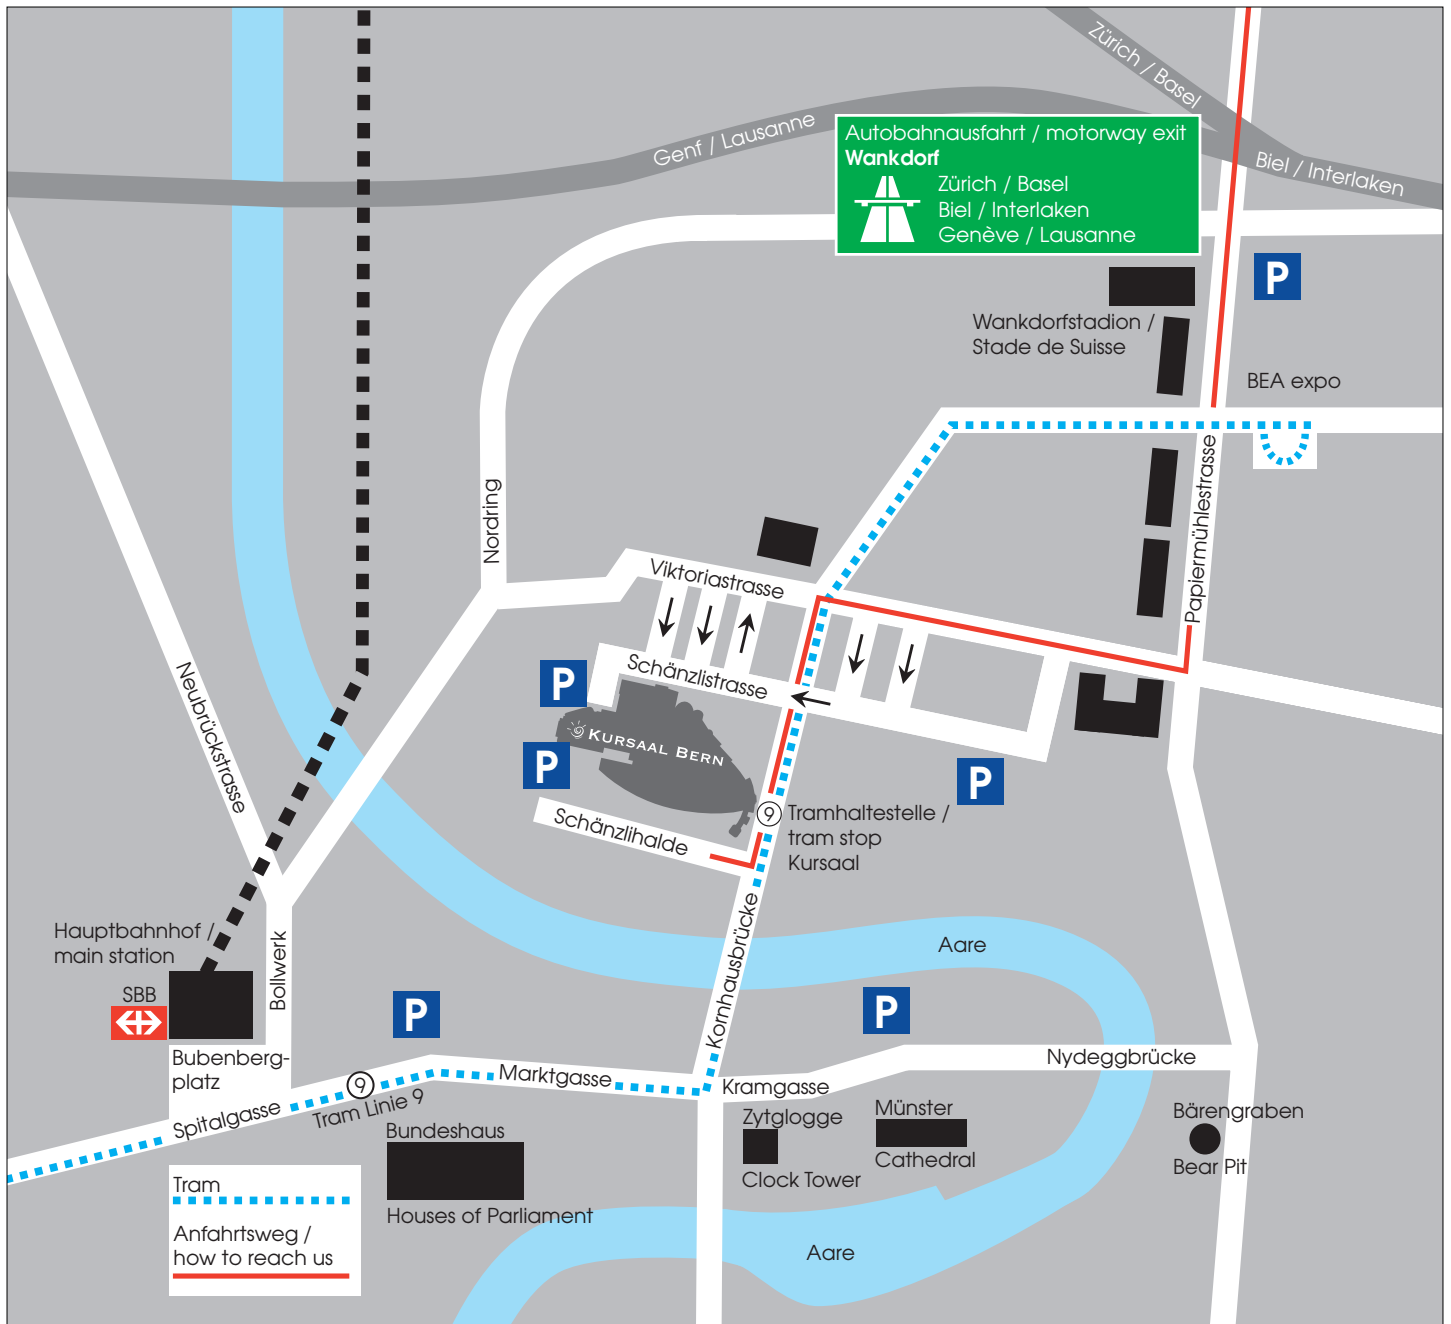 Zürich / Basel
Genf / Lausanne
Autobahnausfahrt / motorway exit
Wankdorf
Zürich / Basel
Biel / Interlaken
Genève / Lausanne
Biel / Interlaken
P
Wankdorfstadion /
Stade de Suisse
BEA expo
Nordring
Papiermühlestrasse
Viktoriastrasse
Schänzlistrasse
P
Neubrückstrasse
KURSAAL BERN
P
P
9
Tramhaltestelle /
tram stop
Kursaal
Schänzlihalde
Kornhausbrücke
Hauptbahnhof /
main station
Bollwerk
Aare
SBB
P
P
Bubenberg-
platz
Nydeggbrücke
Marktgasse
Kramgasse
9
Tram Linie 9
Spitalgasse
Bundeshaus
Houses of Parliament
Zytglogge
Clock Tower
Münster
Cathedral
Bärengraben
Bear Pit
Tram
Anfahrtsweg /
how to reach us
Aare